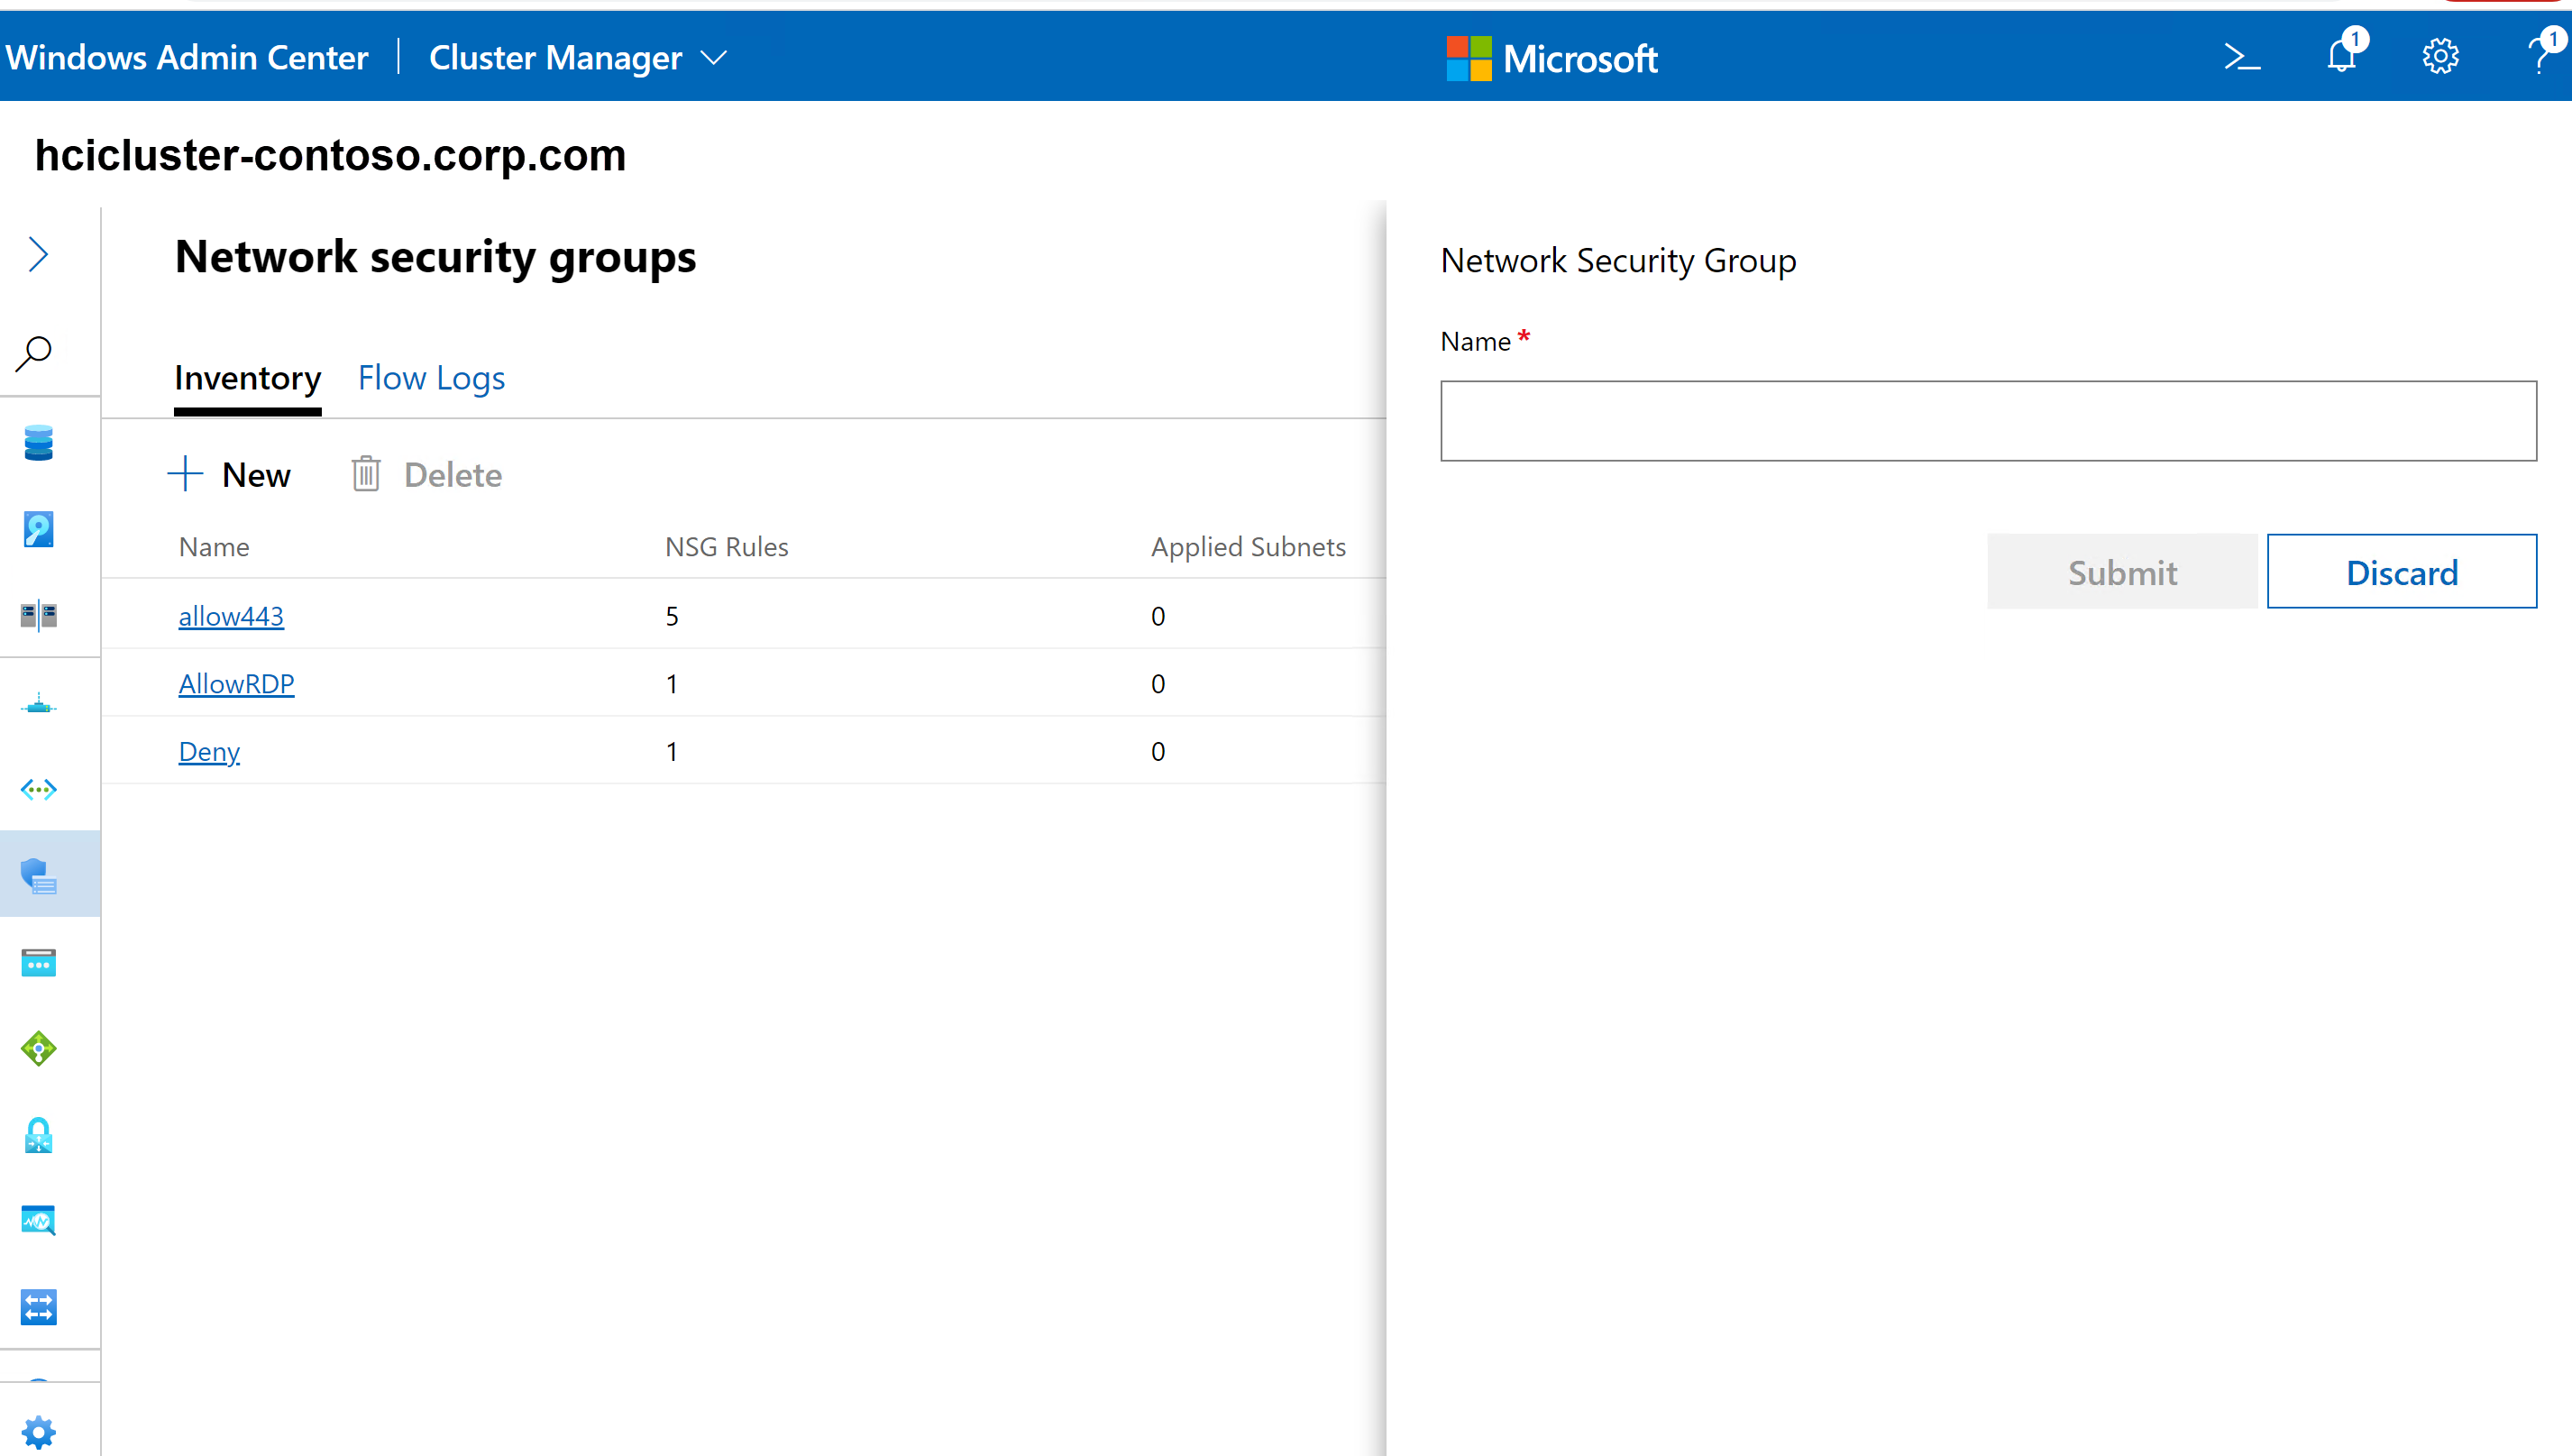 Windows Admin Center | Cluster Manager
Microsoft
1
1
hcicluster-contoso.corp.com
Network security groups
Inventory Flow Logs
New Delete
Name NSG Rules Applied Subnets
allow443 5 0
AllowRDP 1 0
Deny 1 0
Network Security Group
Name *
Submit Discard